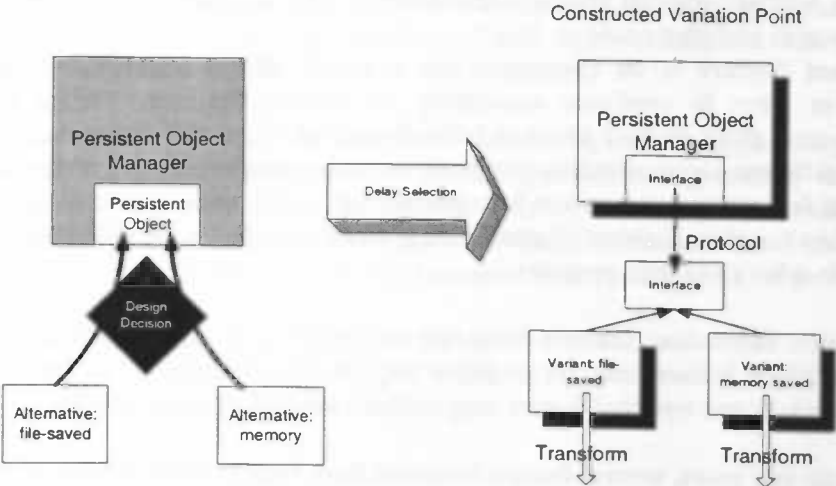 Constructed Variation Point
Persistent Object
Manager
Persistent
Object
Design
Decision
Alternative:
file-saved
Alternative:
memory
Delay Selection
Persistent Object
Manager
Interface
Protocol
Interface
Variant: file-
saved
Variant:
memory saved
Transform
Transform